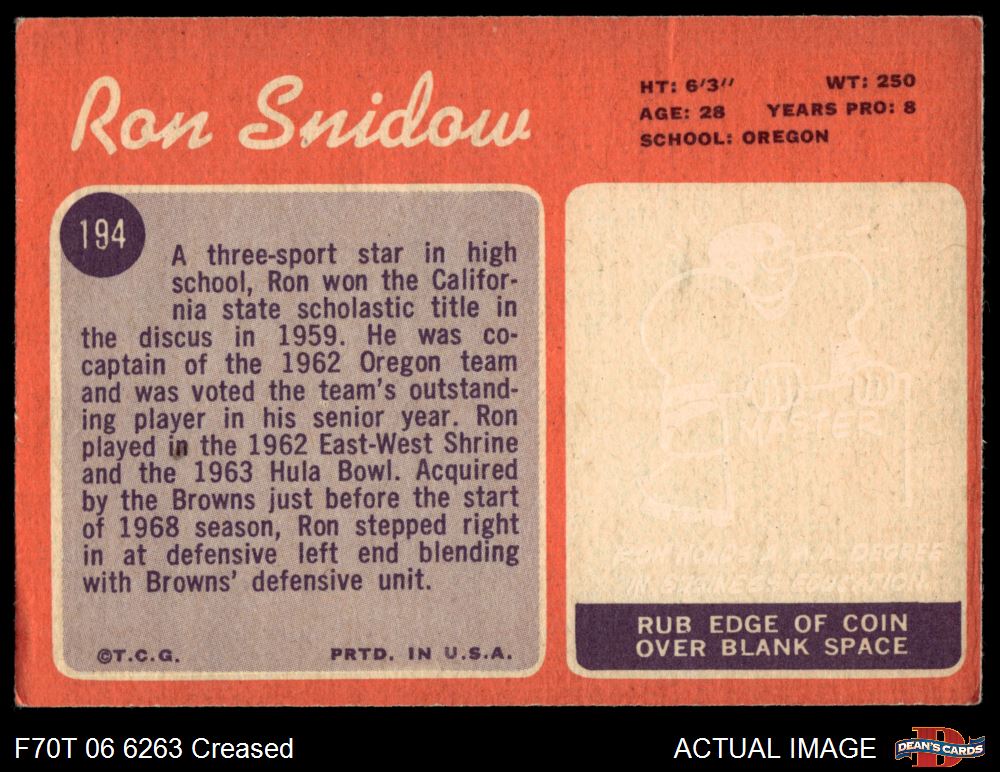 Ron Snidow
HT: 6'3" WT: 250
AGE: 28 YEARS PRO: 8
SCHOOL: OREGON
194
A three-sport star in high
school, Ron won the Califor-
nia state scholastic title in
the discus in 1959. He was co-
captain of the 1962 Oregon team
and was voted the team's outstand-
ing player in his senior year. Ron
played in the 1962 East-West Shrine
and the 1963 Hula Bowl. Acquired
by the Browns just before the start
of 1968 season, Ron stepped right
in at defensive left end blending
with Browns' defensive unit.
©T.C.G. PRTD. IN U.S.A.
MASTER
DEGREE
IN BUSINESS EDUCATION
RUB EDGE OF COIN
OVER BLANK SPACE
F70T 06 6263 Creased
ACTUAL IMAGE
DEAN'S CARDS